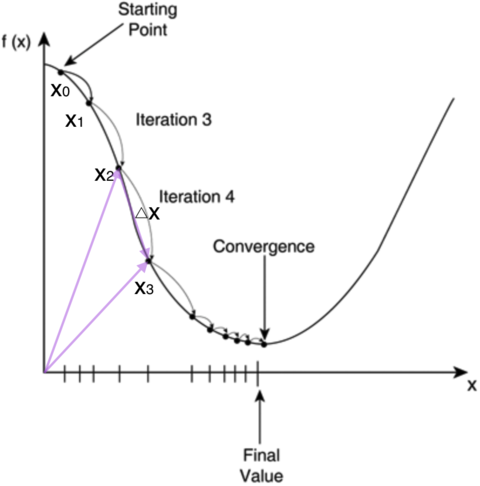 Starting
Point
f (x)
X0
X1
Iteration 3
X2
Iteration 4
△X
Convergence
X3
x
Final
Value